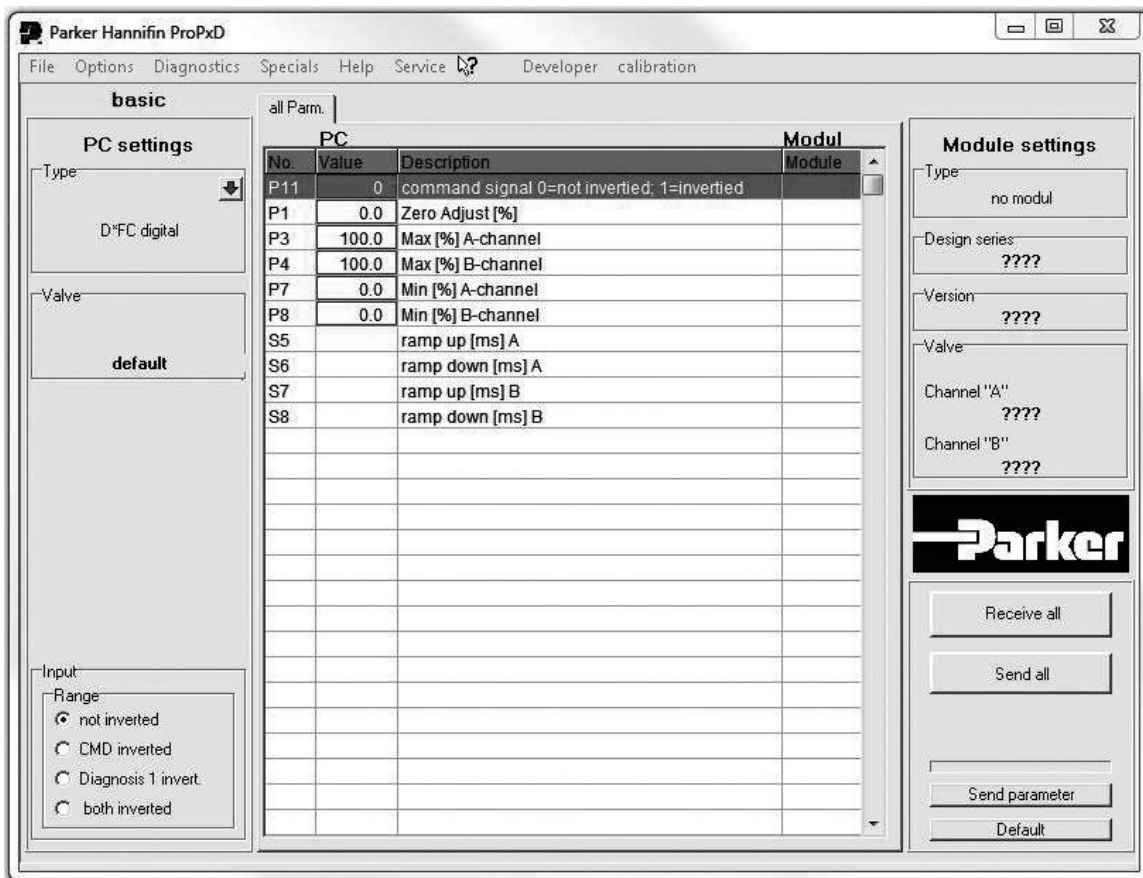 Parker Hannifin ProPxD
File Options Diagnostics Specials Help Service ? Developer calibration
basic
PC settings
Type
D*FC digital
Valve
default
Input
Range
not inverted
CMD inverted
Diagnosis 1 invert.
both inverted
all Parm.
PC Modul
No. Value Description Module
P11 0 command signal 0=not invertied; 1=invertied
P1 0.0 Zero Adjust [%]
P3 100.0 Max [%] A-channel
P4 100.0 Max [%] B-channel
P7 0.0 Min [%] A-channel
P8 0.0 Min [%] B-channel
S5 ramp up [ms] A
S6 ramp down [ms] A
S7 ramp up [ms] B
S8 ramp down [ms] B
Module settings
Type
no modul
Design series
????
Version
????
Valve
Channel "A"
????
Channel "B"
????
Parker
Receive all
Send all
Send parameter
Default